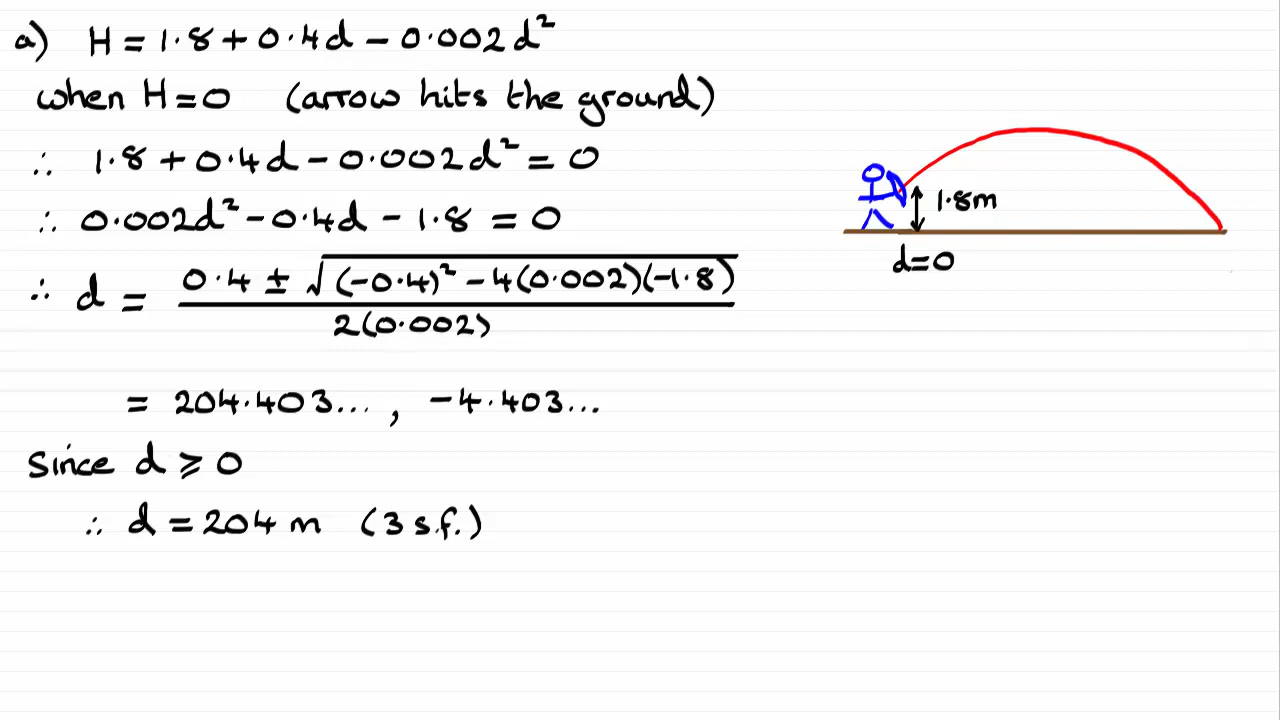 a) H = 1.8 + 0.4d - 0.002d²
when H = 0 (arrow hits the ground)
∴ 1.8 + 0.4d - 0.002d² = 0
∴ 0.002d² - 0.4d - 1.8 = 0
∴ d = (0.4 ± √((-0.4)² - 4(0.002)(-1.8))) / 2(0.002)
= 204.403... , -4.403...
Since d ⩾ 0
∴ d = 204 m (3 s.f.)
1.8m
d=0